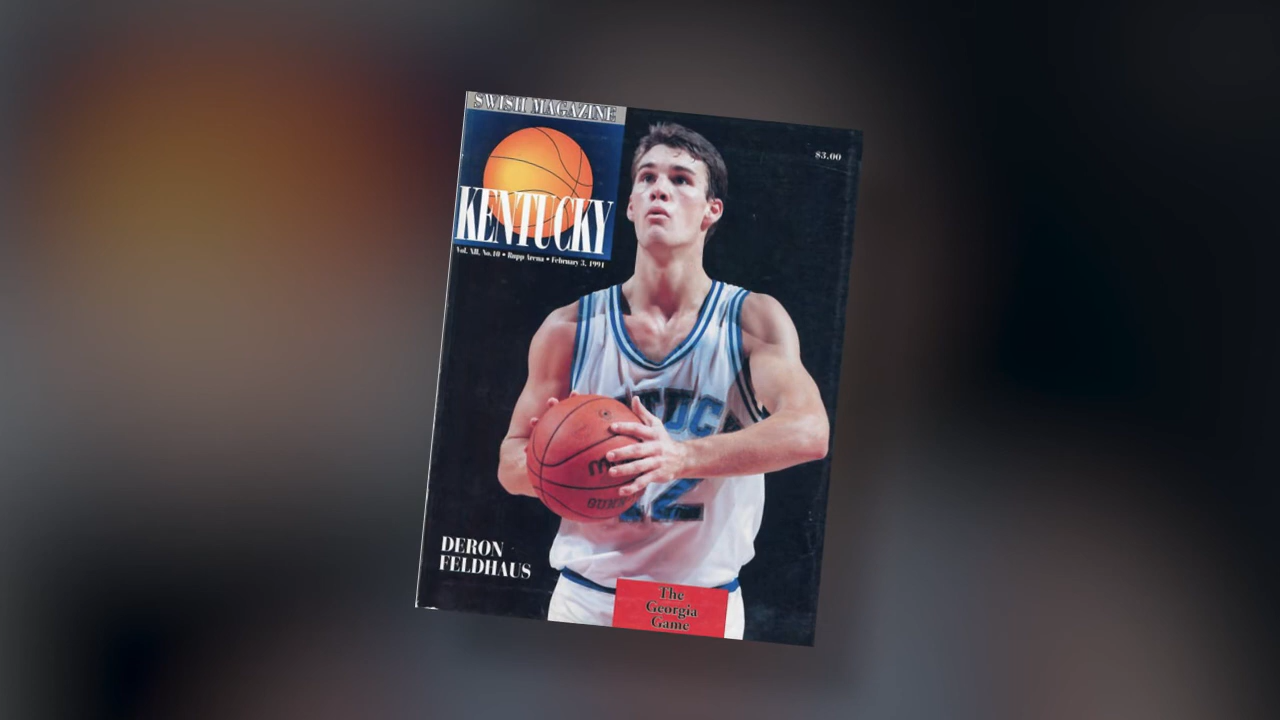 SWISH MAGAZINE
KENTUCKY
Vol. XII, No. 10 • Rupp Arena • February 3, 1991
$3.00
12
DERON
FELDHAUS
The
Georgia
Game